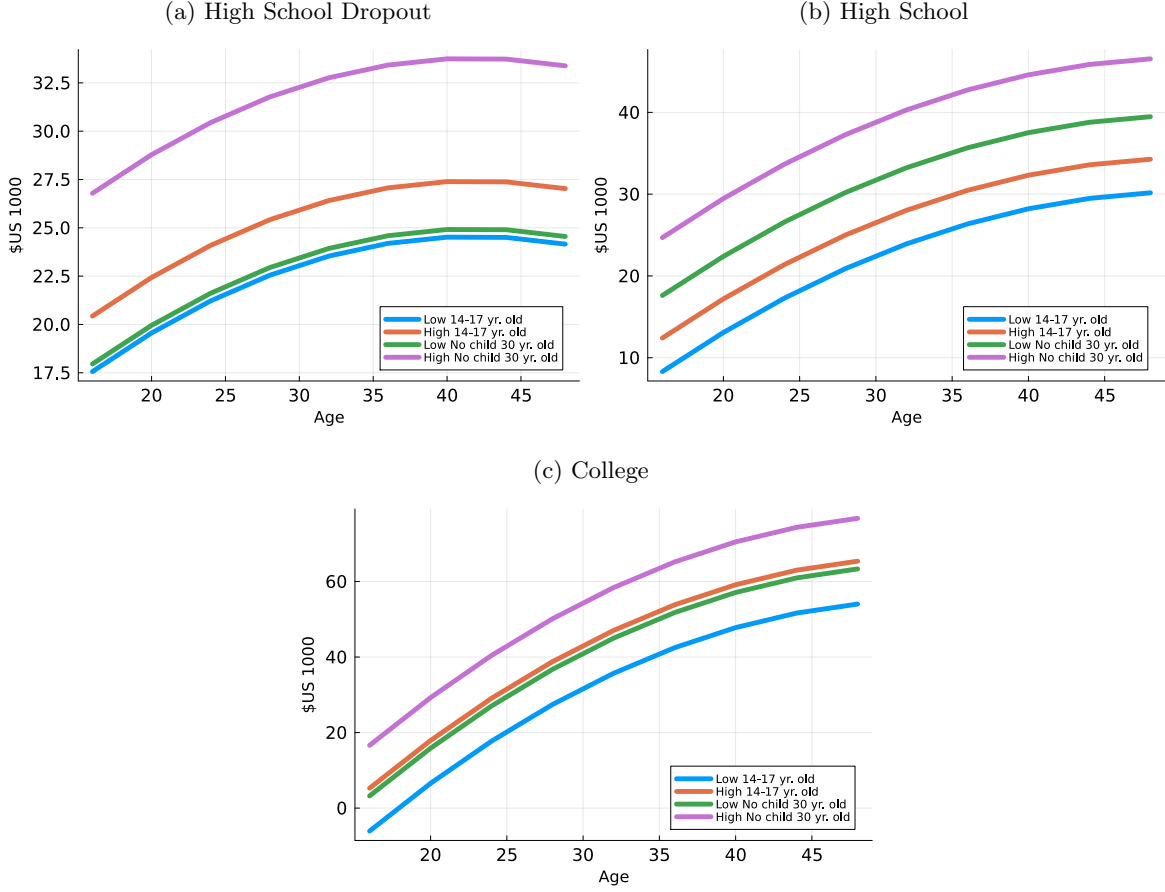 (a) High School Dropout
$US 1000
32.5
30.0
27.5
25.0
22.5
20.0
17.5
20 25 30 35 40 45
Age
Low 14-17 yr. old
High 14-17 yr. old
Low No child 30 yr. old
High No child 30 yr. old
(b) High School
$US 1000
40
30
20
10
20 25 30 35 40 45
Age
Low 14-17 yr. old
High 14-17 yr. old
Low No child 30 yr. old
High No child 30 yr. old
(c) College
$US 1000
60
40
20
0
20 25 30 35 40 45
Age
Low 14-17 yr. old
High 14-17 yr. old
Low No child 30 yr. old
High No child 30 yr. old